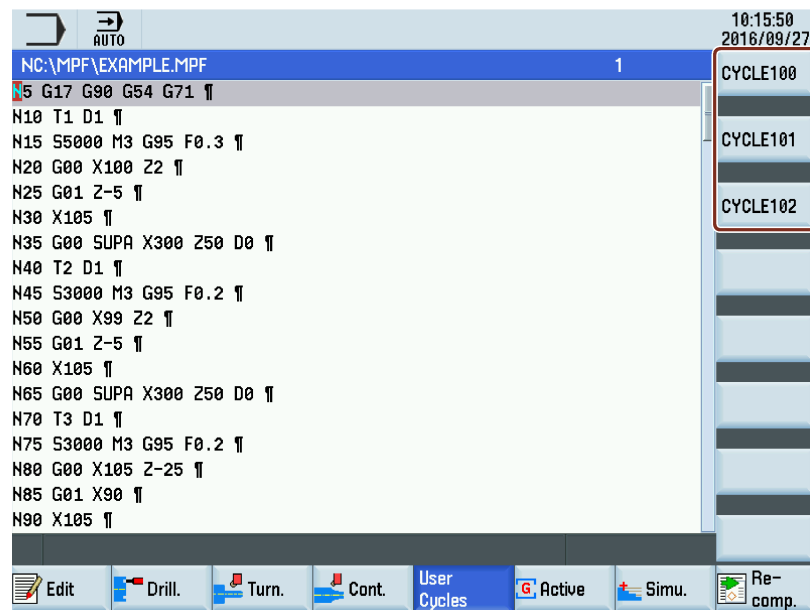 AUTO
10:15:50
2016/09/27
NC:\MPF\EXAMPLE.MPF 1
N5 G17 G90 G54 G71 ¶
N10 T1 D1 ¶
N15 S5000 M3 G95 F0.3 ¶
N20 G00 X100 Z2 ¶
N25 G01 Z-5 ¶
N30 X105 ¶
N35 G00 SUPA X300 Z50 D0 ¶
N40 T2 D1 ¶
N45 S3000 M3 G95 F0.2 ¶
N50 G00 X99 Z2 ¶
N55 G01 Z-5 ¶
N60 X105 ¶
N65 G00 SUPA X300 Z50 D0 ¶
N70 T3 D1 ¶
N75 S3000 M3 G95 F0.2 ¶
N80 G00 X105 Z-25 ¶
N85 G01 X90 ¶
N90 X105 ¶
CYCLE100
CYCLE101
CYCLE102
Edit
Drill.
Turn.
Cont.
User
Cycles
G Active
Simu.
Re-
comp.